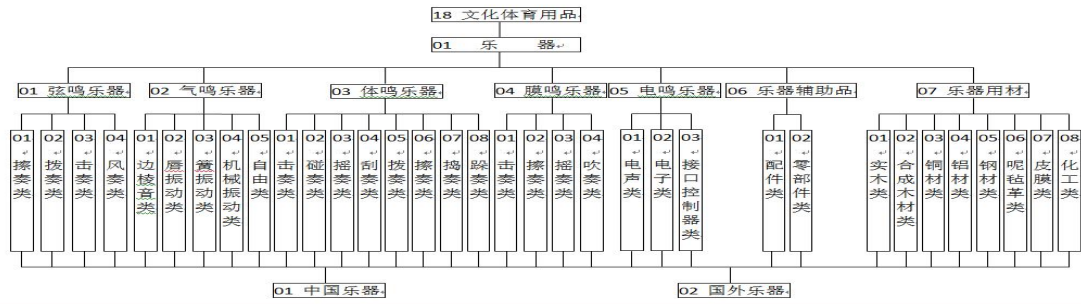 18 文化体育用品
01 乐 器
01 弦鸣乐器
02 气鸣乐器
03 体鸣乐器
04 膜鸣乐器
05 电鸣乐器
06 乐器辅助品
07 乐器用材
01 擦奏类
02 拨奏类
03 击奏类
04 风奏类
01 边棱音类
02 唇振动类
03 簧振动类
04 机械振动类
05 自由类
01 击奏类
02 碰奏类
03 摇奏类
04 刮奏类
05 拨奏类
06 擦奏类
07 捣奏类
08 跺奏类
01 击奏类
02 擦奏类
03 摇奏类
04 吹奏类
01 电声类
02 电子类
03 接口控制器类
01 配件类
02 零部件类
01 实木类
02 合成木材类
03 铜材类
04 铝材类
05 钢材类
06 呢毡革类
07 皮膜类
08 化工类
01 中国乐器
02 国外乐器